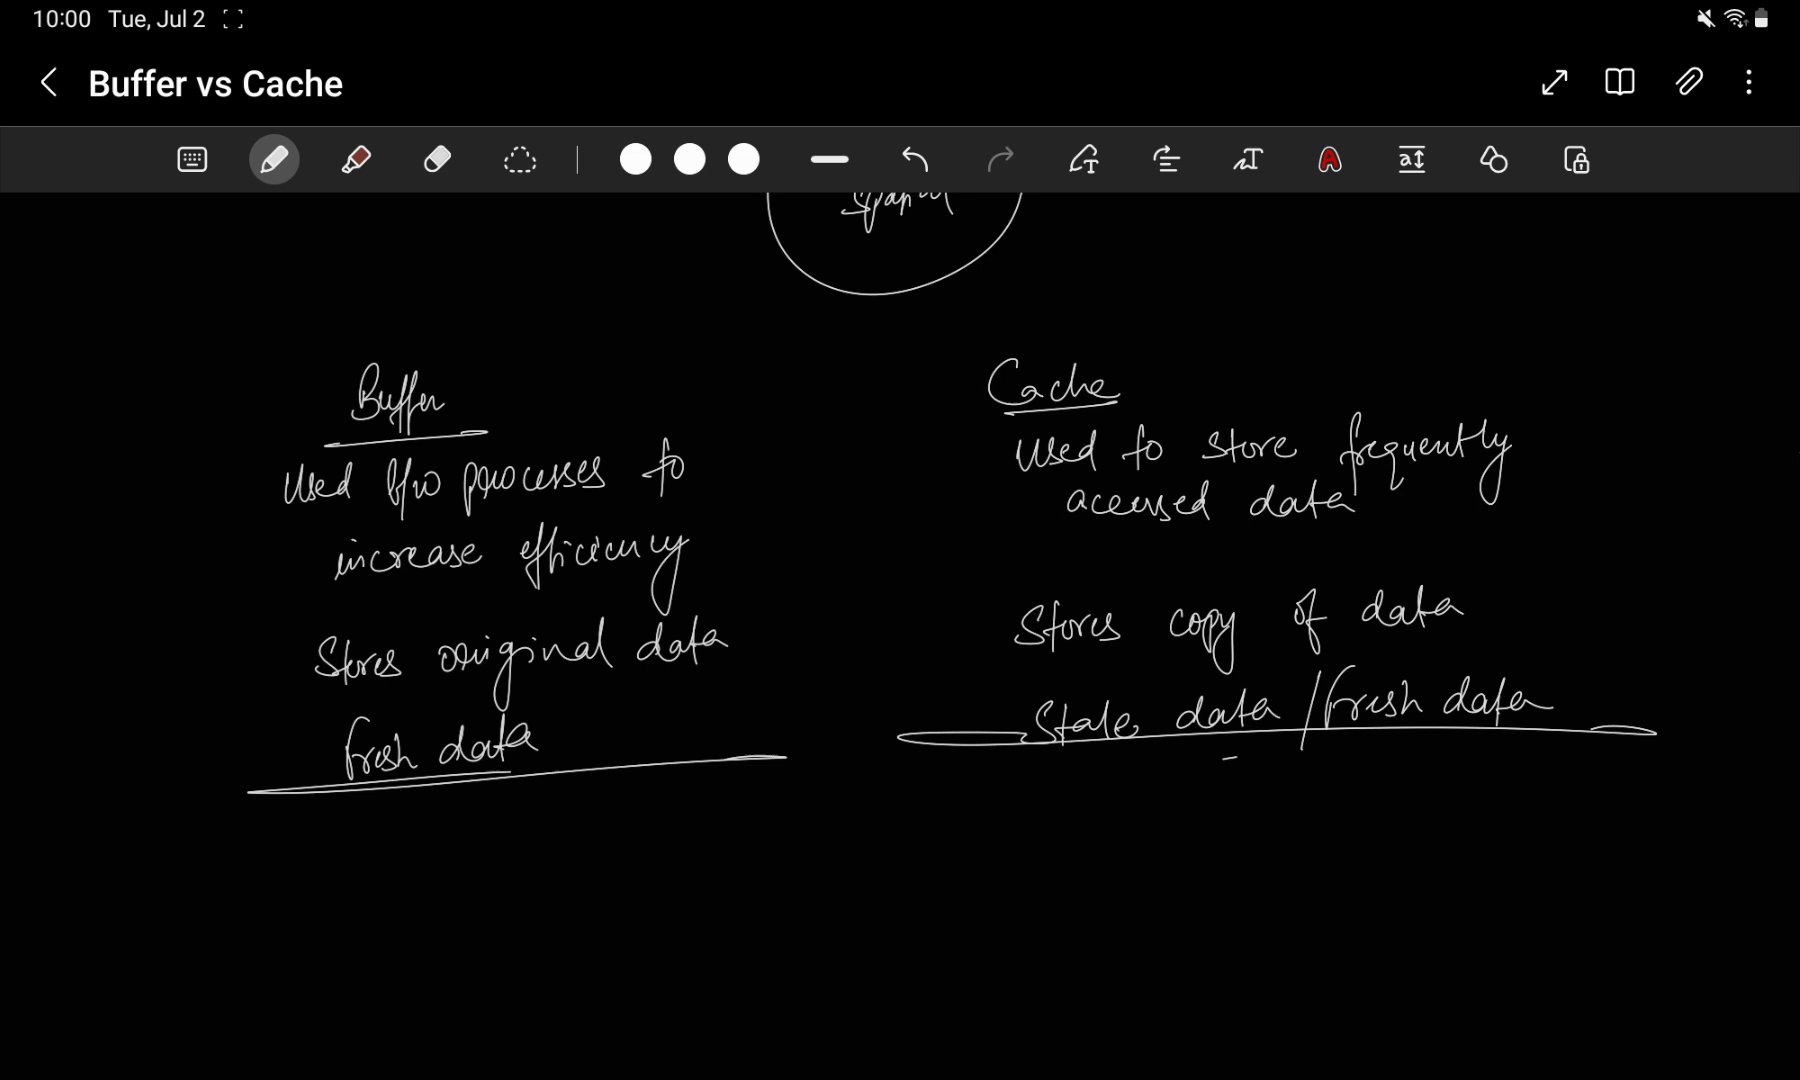 10:00 Tue, Jul 2
Buffer vs Cache
Buffer
Used b/w processes to
increase efficiency
Stores original data
fresh data
Cache
Used to store frequently
accessed data
Stores copy of data
Stale data / fresh data